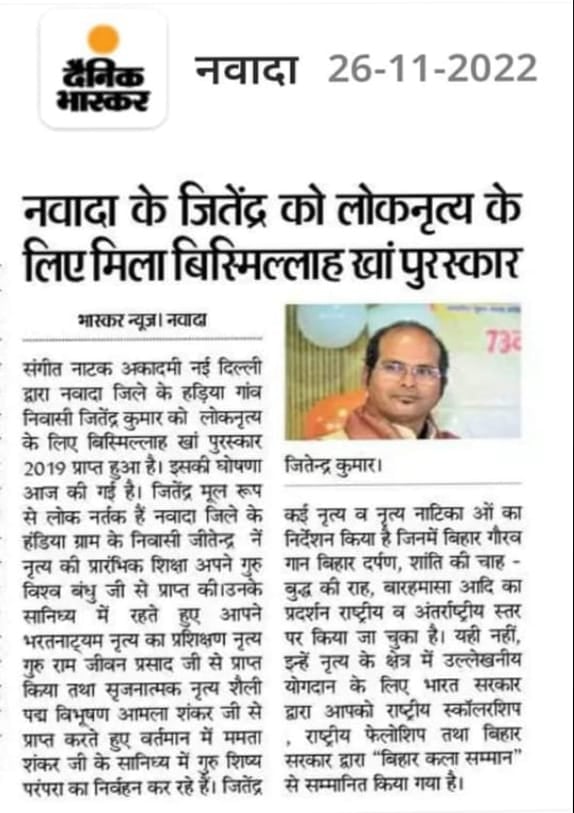 दैनिक
भास्कर
नवादा 26-11-2022
नवादा के जितेंद्र को लोकनृत्य के
लिए मिला बिस्मिल्लाह खां पुरस्कार
भास्कर न्यूज। नवादा
संगीत नाटक अकादमी नई दिल्ली
द्वारा नवादा जिले के हड़िया गांव
निवासी जितेंद्र कुमार को लोकनृत्य
के लिए बिस्मिल्लाह खां पुरस्कार
2019 प्राप्त हुआ है। इसकी घोषणा
आज की गई है। जितेंद्र मूल रूप
से लोक नर्तक हैं नवादा जिले के
हंडिया ग्राम के निवासी जीतेन्द्र नें
नृत्य की प्रारंभिक शिक्षा अपने गुरु
विश्व बंधु जी से प्राप्त की।उनके
सानिध्य में रहते हुए आपने
भरतनाट्यम नृत्य का प्रशिक्षण नृत्य
गुरु राम जीवन प्रसाद जी से प्राप्त
किया तथा सृजनात्मक नृत्य शैली
पद्म विभूषण आमला शंकर जी से
प्राप्त करते हुए वर्तमान में ममता
शंकर जी के सानिध्य में गुरु शिष्य
परंपरा का निर्वहन कर रहे हैं। जितेंद्र
73व
जितेन्द्र कुमार।
कई नृत्य व नृत्य नाटिका ओं का
निर्देशन किया है जिनमें बिहार गौरव
गान बिहार दर्पण, शांति की चाह -
बुद्ध की राह, बारहमासा आदि का
प्रदर्शन राष्ट्रीय व अंतर्राष्ट्रीय स्तर
पर किया जा चुका है। यही नहीं,
इन्हें नृत्य के क्षेत्र में उल्लेखनीय
योगदान के लिए भारत सरकार
द्वारा आपको राष्ट्रीय स्कॉलरशिप
, राष्ट्रीय फेलोशिप तथा बिहार
सरकार द्वारा "बिहार कला सम्मान"
से सम्मानित किया गया है।